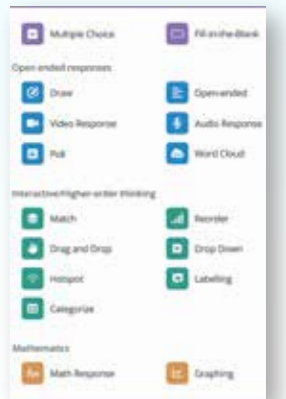 Multiple Choice Fill-in-the-Blank
Open ended responses
Draw Open-ended
Video Response Audio Response
Poll Word Cloud
Interactive/Higher-order thinking
Match Reorder
Drag and Drop Drop Down
Hotspot Labelling
Categorize
Mathematics
Math Response Graphing